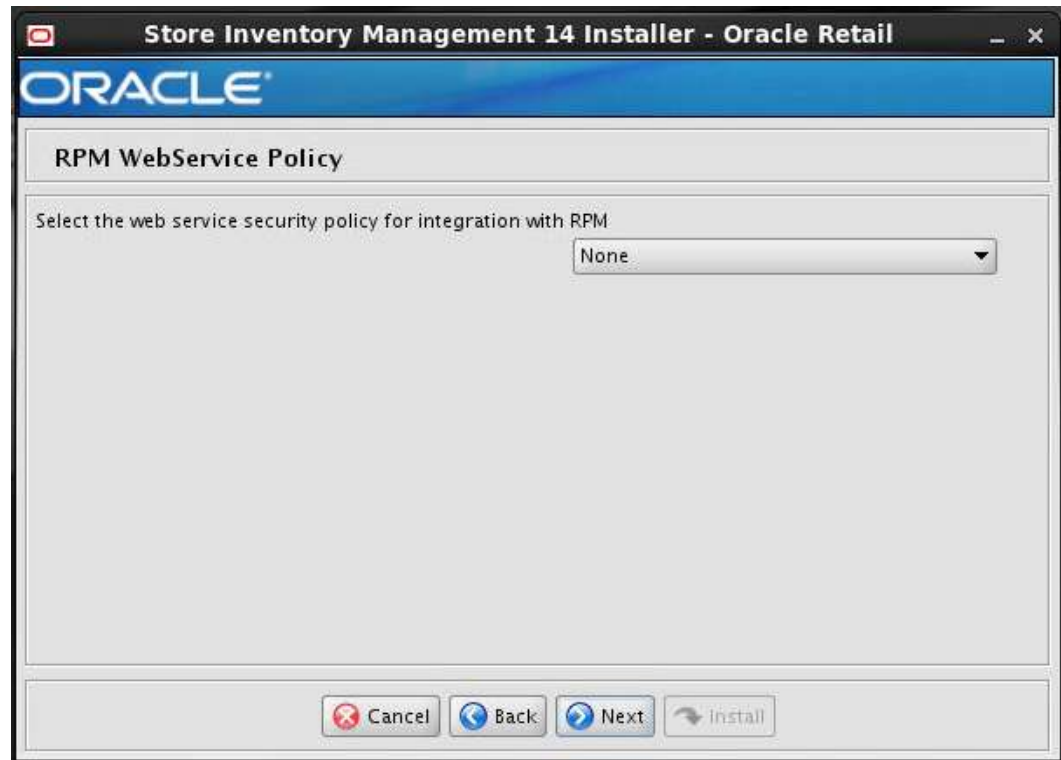 Store Inventory Management 14 Installer - Oracle Retail
ORACLE
RPM WebService Policy
Select the web service security policy for integration with RPM
None
Cancel Back Next Install